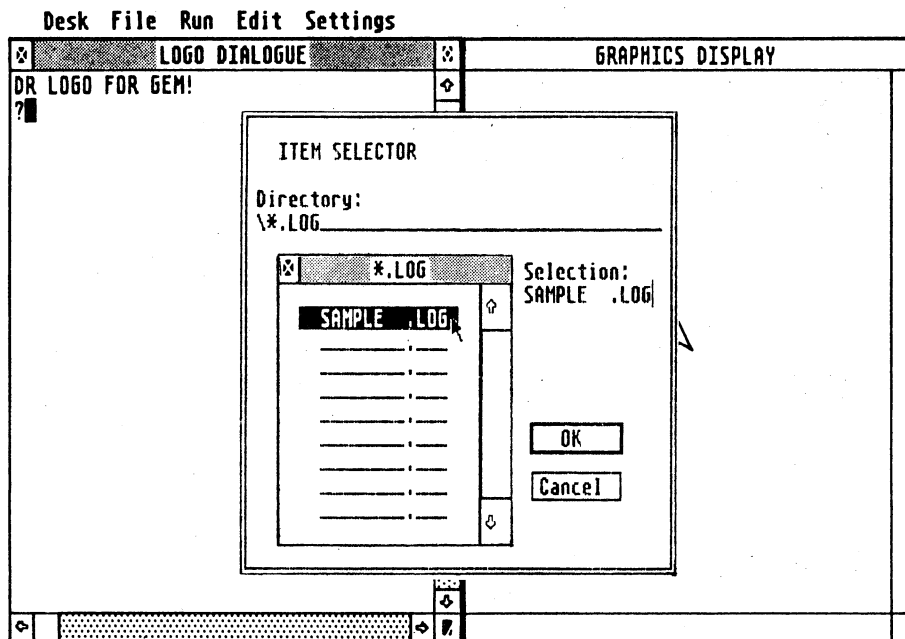 Desk File Run Edit Settings
LOGO DIALOGUE
GRAPHICS DISPLAY
DR LOGO FOR GEM!
?
ITEM SELECTOR
Directory:
\*.LOG
*.LOG
Selection:
SAMPLE .LOG
SAMPLE .LOG
OK
Cancel